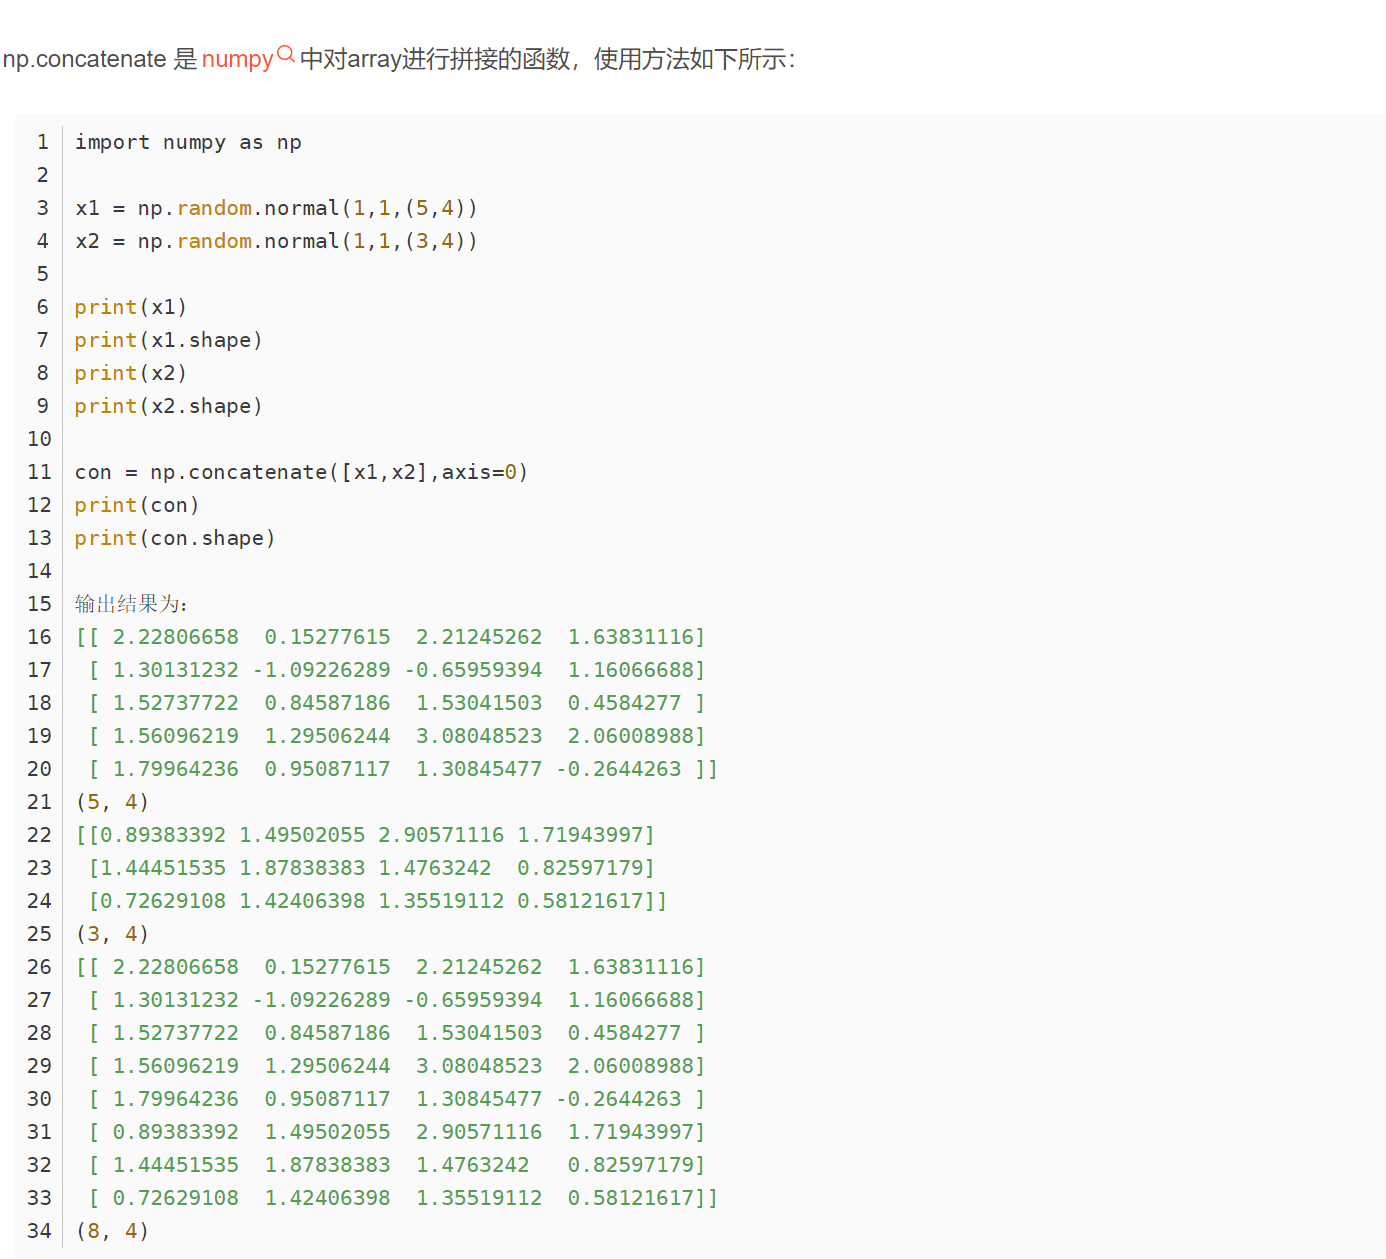 np.concatenate 是 numpy 中对array进行拼接的函数，使用方法如下所示：
1 import numpy as np
2
3 x1 = np.random.normal(1,1,(5,4))
4 x2 = np.random.normal(1,1,(3,4))
5
6 print(x1)
7 print(x1.shape)
8 print(x2)
9 print(x2.shape)
10
11 con = np.concatenate([x1,x2],axis=0)
12 print(con)
13 print(con.shape)
14
15 输出结果为：
16 [[ 2.22806658  0.15277615  2.21245262  1.63831116]
17  [ 1.30131232 -1.09226289 -0.65959394  1.16066688]
18  [ 1.52737722  0.84587186  1.53041503  0.4584277 ]
19  [ 1.56096219  1.29506244  3.08048523  2.06008988]
20  [ 1.79964236  0.95087117  1.30845477 -0.2644263 ]]
21 (5, 4)
22 [[0.89383392 1.49502055 2.90571116 1.71943997]
23  [1.44451535 1.87838383 1.4763242  0.82597179]
24  [0.72629108 1.42406398 1.35519112 0.58121617]]
25 (3, 4)
26 [[ 2.22806658  0.15277615  2.21245262  1.63831116]
27  [ 1.30131232 -1.09226289 -0.65959394  1.16066688]
28  [ 1.52737722  0.84587186  1.53041503  0.4584277 ]
29  [ 1.56096219  1.29506244  3.08048523  2.06008988]
30  [ 1.79964236  0.95087117  1.30845477 -0.2644263 ]
31  [ 0.89383392  1.49502055  2.90571116  1.71943997]
32  [ 1.44451535  1.87838383  1.4763242   0.82597179]
33  [ 0.72629108  1.42406398  1.35519112  0.58121617]]
34 (8, 4)